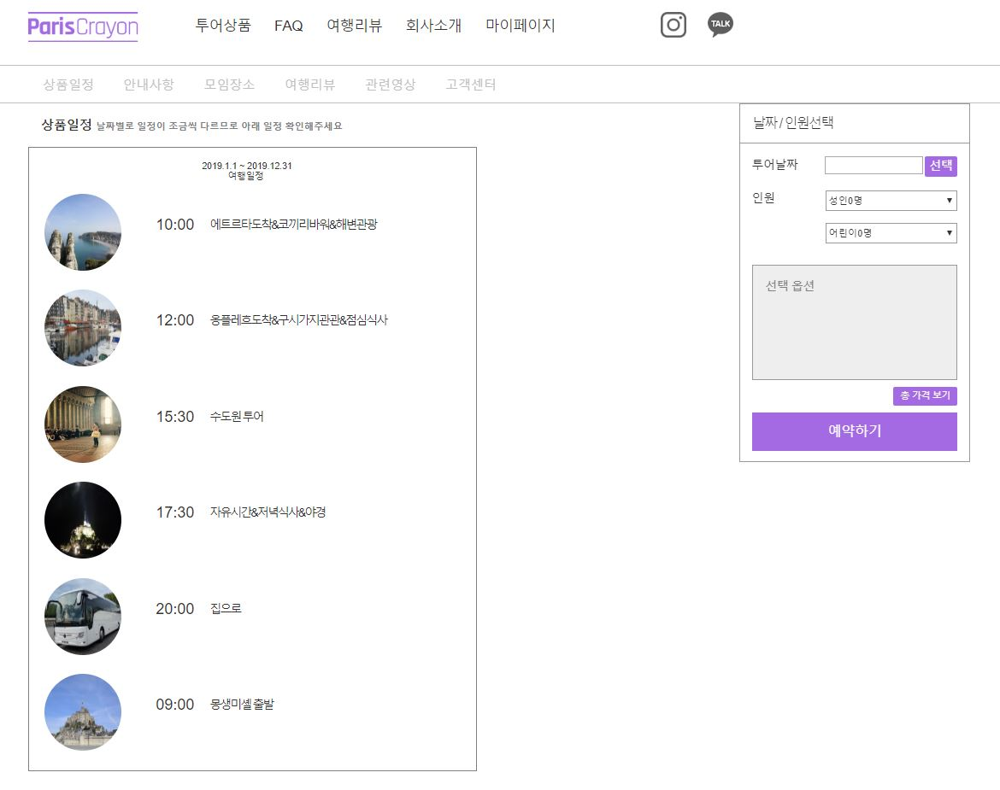 ParisCrayon
투어상품 FAQ 여행리뷰 회사소개 마이페이지
TALK
상품일정 안내사항 모임장소 여행리뷰 관련영상 고객센터
상품일정 날짜별로 일정이 조금씩 다르므로 아래 일정 확인해주세요
2019.1.1 ~ 2019.12.31
여행일정
10:00 에트르타도착&코끼리바위&해변관광
12:00 옹플레흐도착&구시가지관관&점심식사
15:30 수도원 투어
17:30 자유시간&저녁식사&야경
20:00 집으로
09:00 몽생미셸 출발
날짜 / 인원선택
투어날짜 선택
인원 성인0명
어린이0명
선택 옵션
총 가격 보기
예약하기